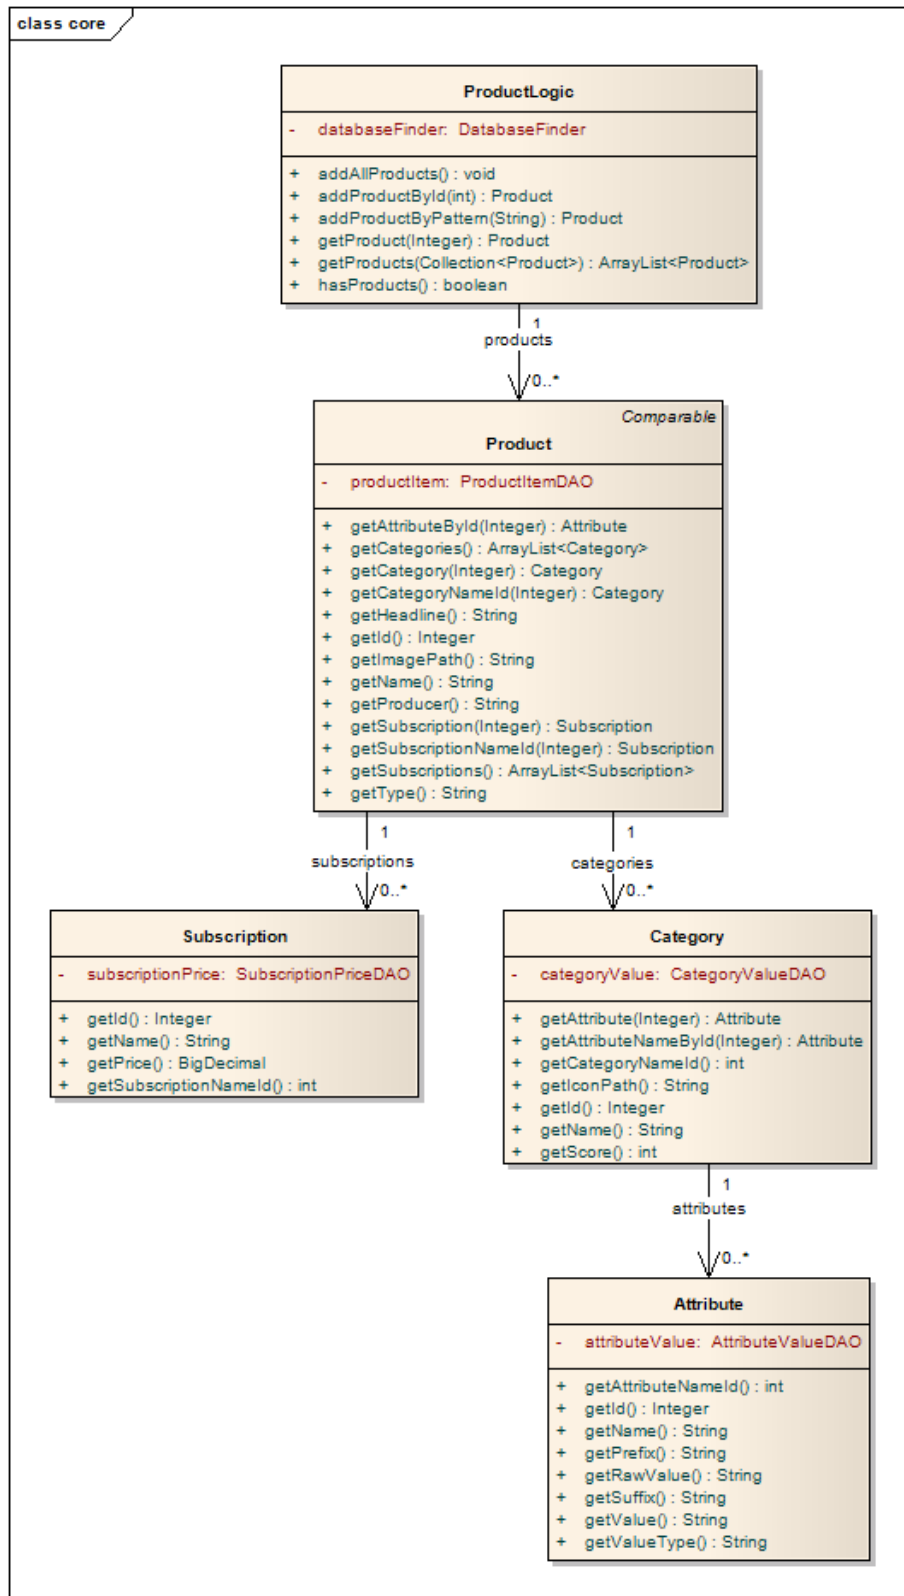 class core
ProductLogic
- databaseFinder: DatabaseFinder
+ addAllProducts() : void
+ addProductById(int) : Product
+ addProductByPattern(String) : Product
+ getProduct(Integer) : Product
+ getProducts(Collection<Product>) : ArrayList<Product>
+ hasProducts() : boolean
1
products
0..*
Comparable
Product
- productItem: ProductItemDAO
+ getAttributeById(Integer) : Attribute
+ getCategories() : ArrayList<Category>
+ getCategory(Integer) : Category
+ getCategoryNameId(Integer) : Category
+ getHeadline() : String
+ getId() : Integer
+ getImagePath() : String
+ getName() : String
+ getProducer() : String
+ getSubscription(Integer) : Subscription
+ getSubscriptionNameId(Integer) : Subscription
+ getSubscriptions() : ArrayList<Subscription>
+ getType() : String
1
subscriptions
0..*
1
categories
0..*
Subscription
- subscriptionPrice: SubscriptionPriceDAO
+ getId() : Integer
+ getName() : String
+ getPrice() : BigDecimal
+ getSubscriptionNameId() : int
Category
- categoryValue: CategoryValueDAO
+ getAttribute(Integer) : Attribute
+ getAttributeNameById(Integer) : Attribute
+ getCategoryNameId() : int
+ getIconPath() : String
+ getId() : Integer
+ getName() : String
+ getScore() : int
1
attributes
0..*
Attribute
- attributeValue: AttributeValueDAO
+ getAttributeNameId() : int
+ getId() : Integer
+ getName() : String
+ getPrefix() : String
+ getRawValue() : String
+ getSuffix() : String
+ getValue() : String
+ getValueType() : String